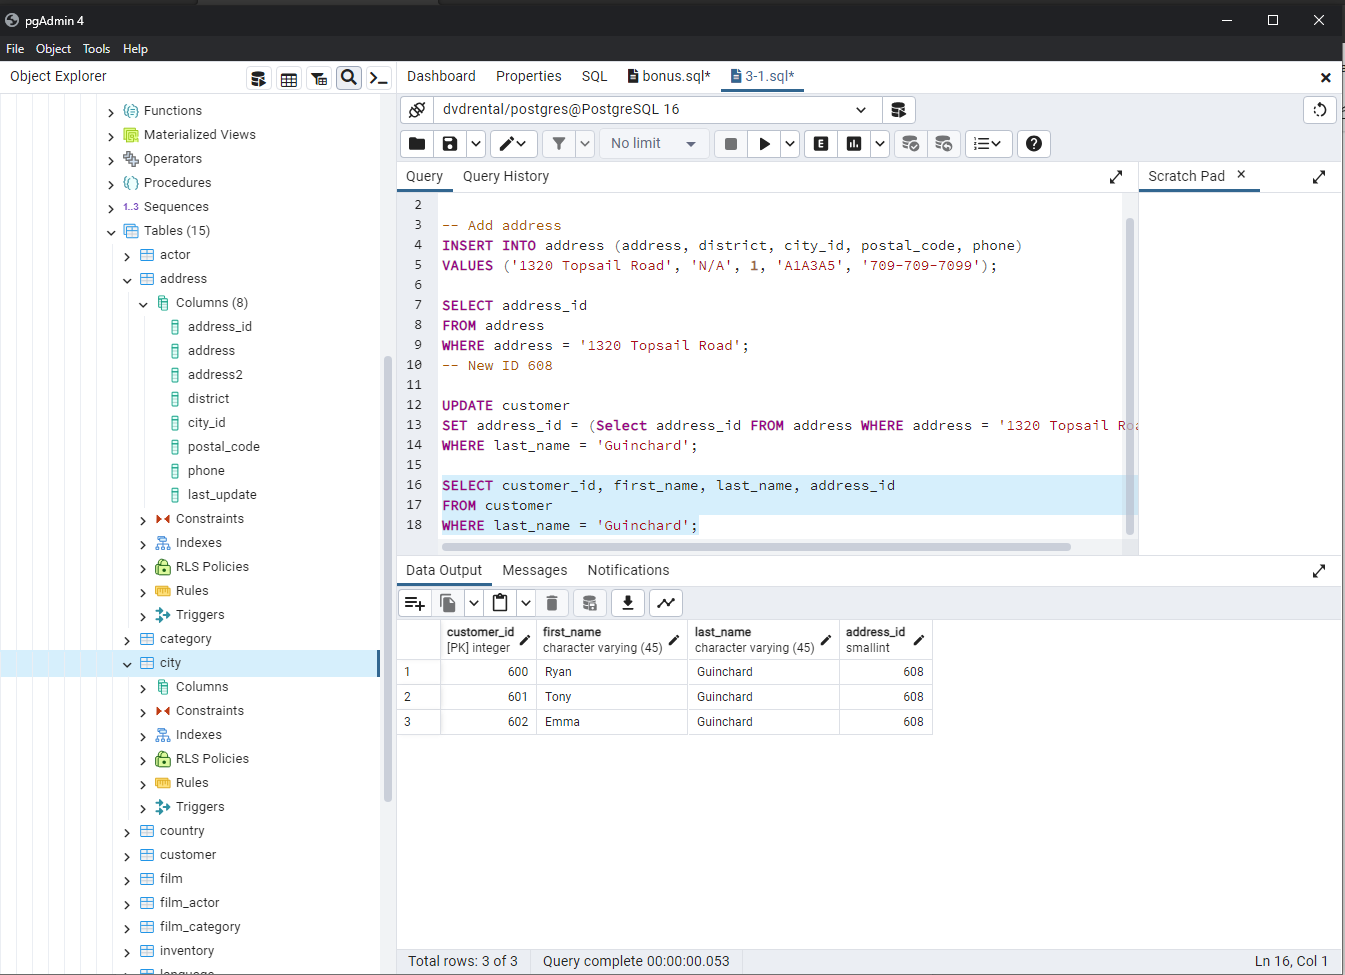 pgAdmin 4
File Object Tools Help
Object Explorer
Functions
Materialized Views
Operators
Procedures
1..3 Sequences
Tables (15)
actor
address
Columns (8)
address_id
address
address2
district
city_id
postal_code
phone
last_update
Constraints
Indexes
RLS Policies
Rules
Triggers
category
city
Columns
Constraints
Indexes
RLS Policies
Rules
Triggers
country
customer
film
film_actor
film_category
inventory
language
Dashboard Properties SQL bonus.sql* 3-1.sql*
dvdrental/postgres@PostgreSQL 16
No limit
E
Query Query History
Scratch Pad
2
3 -- Add address
4 INSERT INTO address (address, district, city_id, postal_code, phone)
5 VALUES ('1320 Topsail Road', 'N/A', 1, 'A1A3A5', '709-709-7099');
6
7 SELECT address_id
8 FROM address
9 WHERE address = '1320 Topsail Road';
10 -- New ID 608
11
12 UPDATE customer
13 SET address_id = (Select address_id FROM address WHERE address = '1320 Topsail Roa
14 WHERE last_name = 'Guinchard';
15
16 SELECT customer_id, first_name, last_name, address_id
17 FROM customer
18 WHERE last_name = 'Guinchard';
Data Output Messages Notifications
customer_id first_name last_name address_id
[PK] integer character varying (45) character varying (45) smallint
1 600 Ryan Guinchard 608
2 601 Tony Guinchard 608
3 602 Emma Guinchard 608
Total rows: 3 of 3 Query complete 00:00:00.053 Ln 16, Col 1